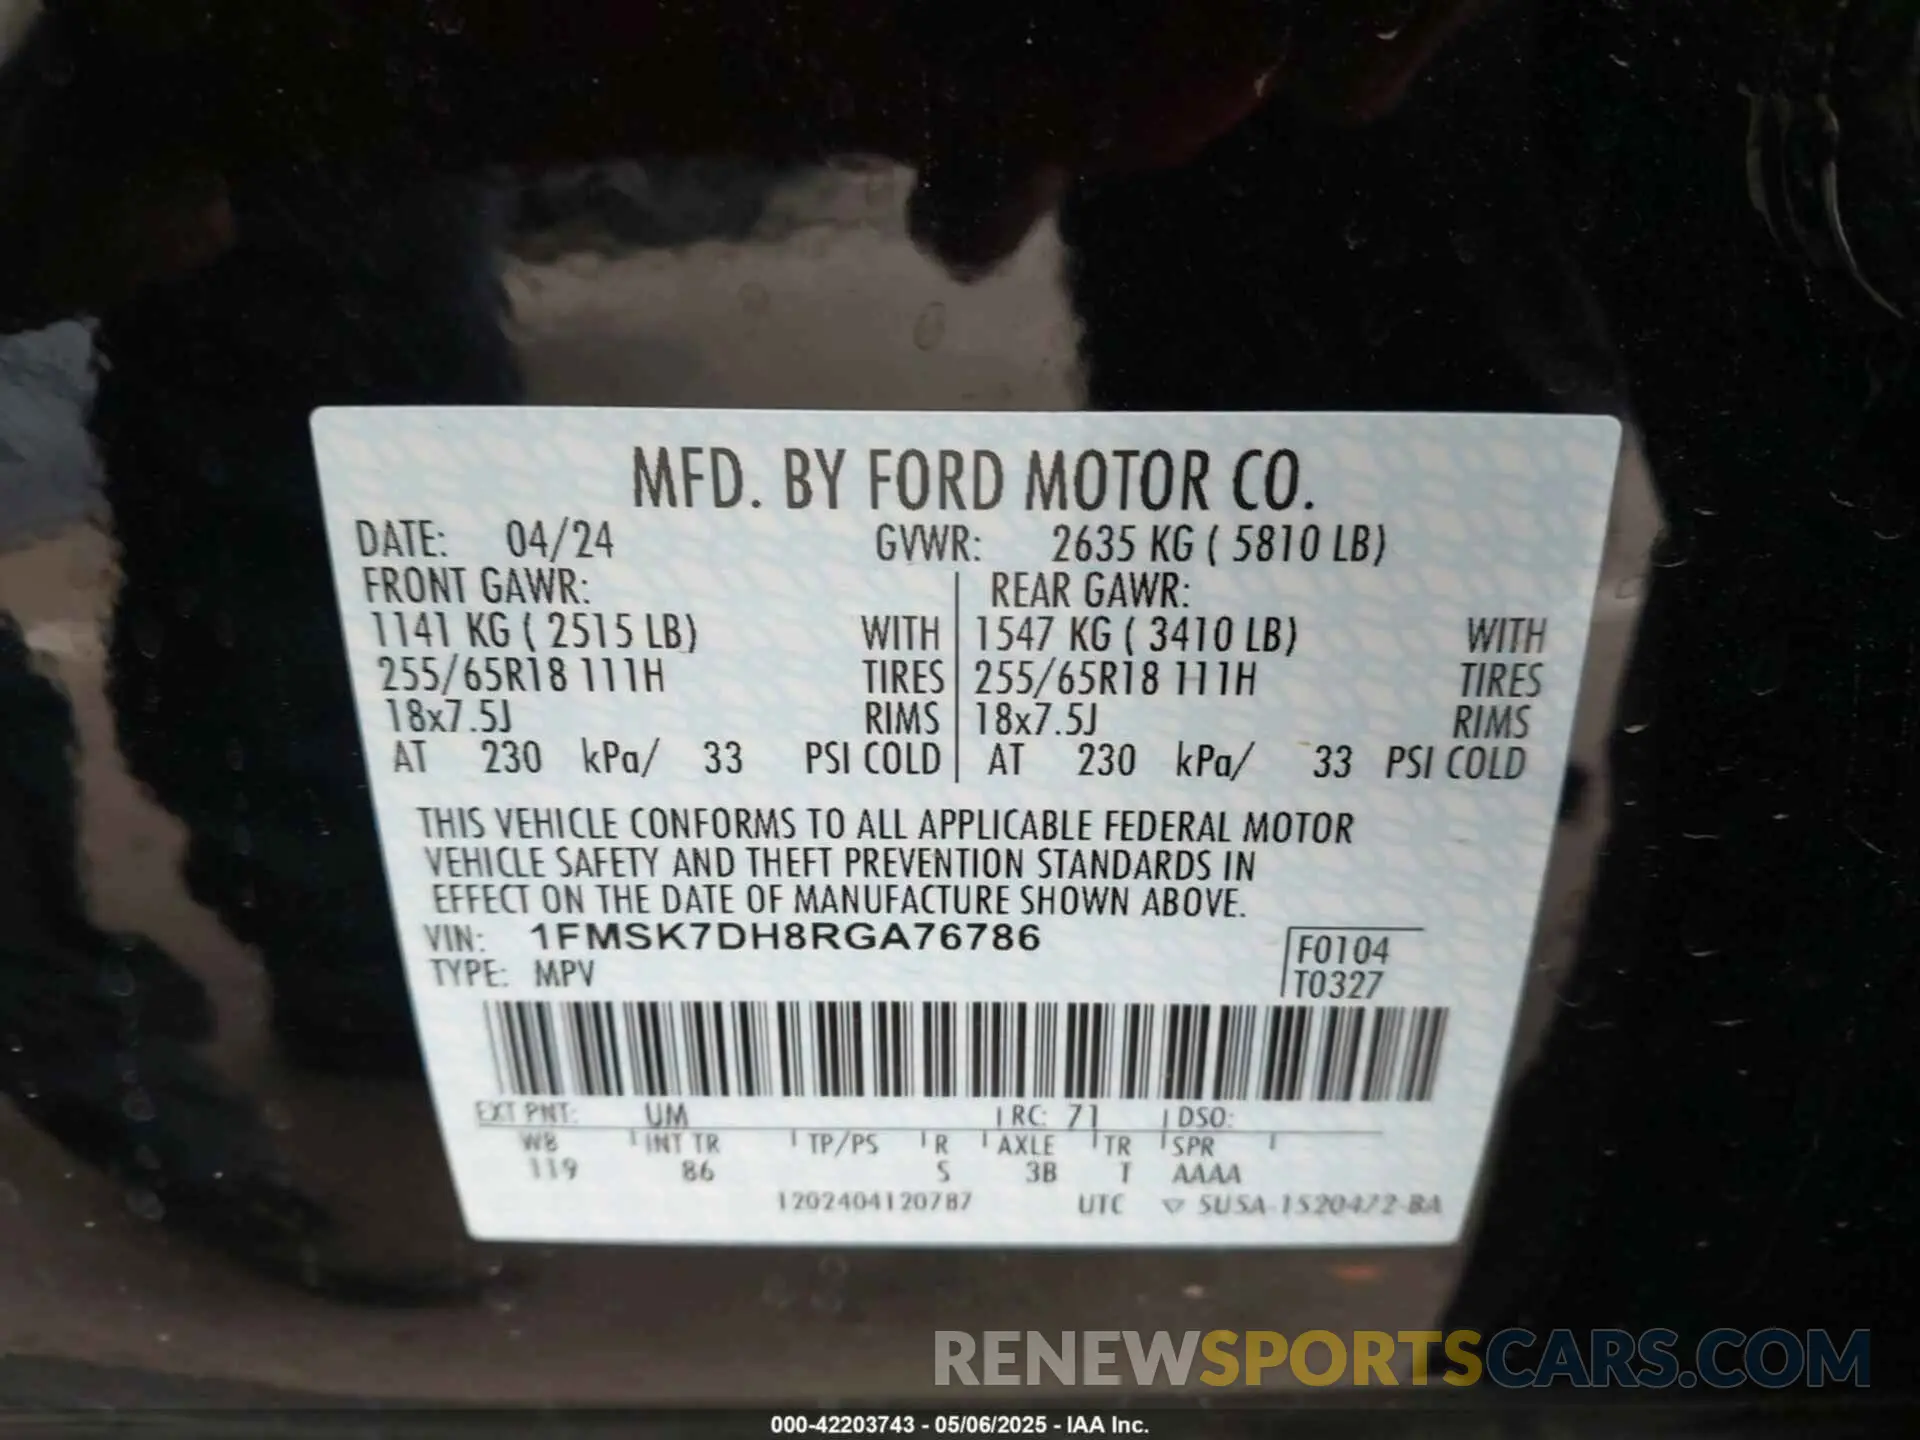 MFD. BY FORD MOTOR CO.
DATE: 04/24 GVWR: 2635 KG ( 5810 LB)
FRONT GAWR: REAR GAWR:
1141 KG ( 2515 LB) WITH 1547 KG ( 3410 LB) WITH
255/65R18 111H TIRES 255/65R18 111H TIRES
18x7.5J RIMS 18x7.5J RIMS
AT 230 kPa/ 33 PSI COLD AT 230 kPa/ 33 PSI COLD
THIS VEHICLE CONFORMS TO ALL APPLICABLE FEDERAL MOTOR
VEHICLE SAFETY AND THEFT PREVENTION STANDARDS IN
EFFECT ON THE DATE OF MANUFACTURE SHOWN ABOVE.
VIN: 1FMSK7DH8RGA76786 F0104
TYPE: MPV T0327
EXT PNT: UM RC: 71 DSO:
WB INT TR TP/PS R AXLE TR SPR
119 86 S 3B T AAAA
1202404120787 UTC ▽ 5U5A-1520472-BA
RENEWSPORTSCARS.COM
000-42203743 - 05/06/2025 - IAA Inc.